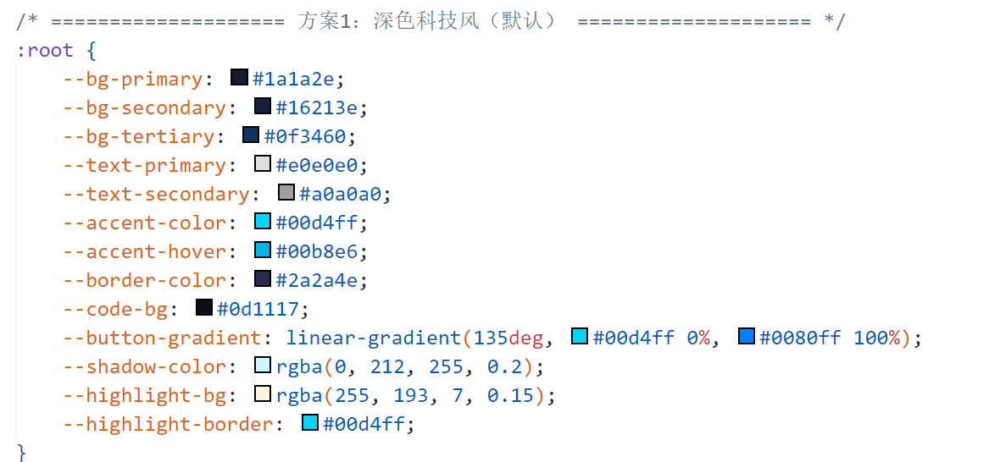 /* ==================== 方案1：深色科技风（默认） ==================== */
:root {
    --bg-primary: #1a1a2e;
    --bg-secondary: #16213e;
    --bg-tertiary: #0f3460;
    --text-primary: #e0e0e0;
    --text-secondary: #a0a0a0;
    --accent-color: #00d4ff;
    --accent-hover: #00b8e6;
    --border-color: #2a2a4e;
    --code-bg: #0d1117;
    --button-gradient: linear-gradient(135deg, #00d4ff 0%, #0080ff 100%);
    --shadow-color: rgba(0, 212, 255, 0.2);
    --highlight-bg: rgba(255, 193, 7, 0.15);
    --highlight-border: #00d4ff;
}